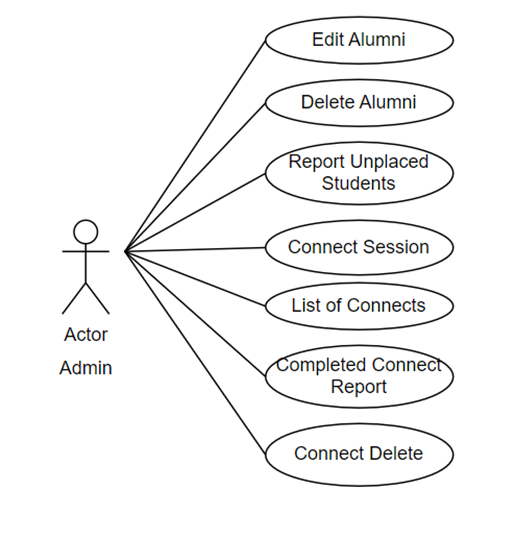 Edit Alumni
Delete Alumni
Report Unplaced
Students
Connect Session
List of Connects
Completed Connect
Report
Connect Delete
Actor
Admin